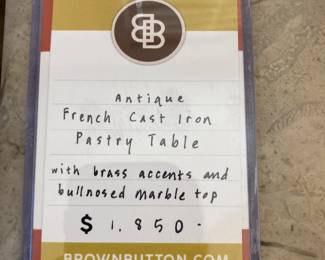 Antique
French Cast Iron
Pastry Table
with brass accents and
bullnosed marble top
$ 1,850-
BROWNBUTTON.COM